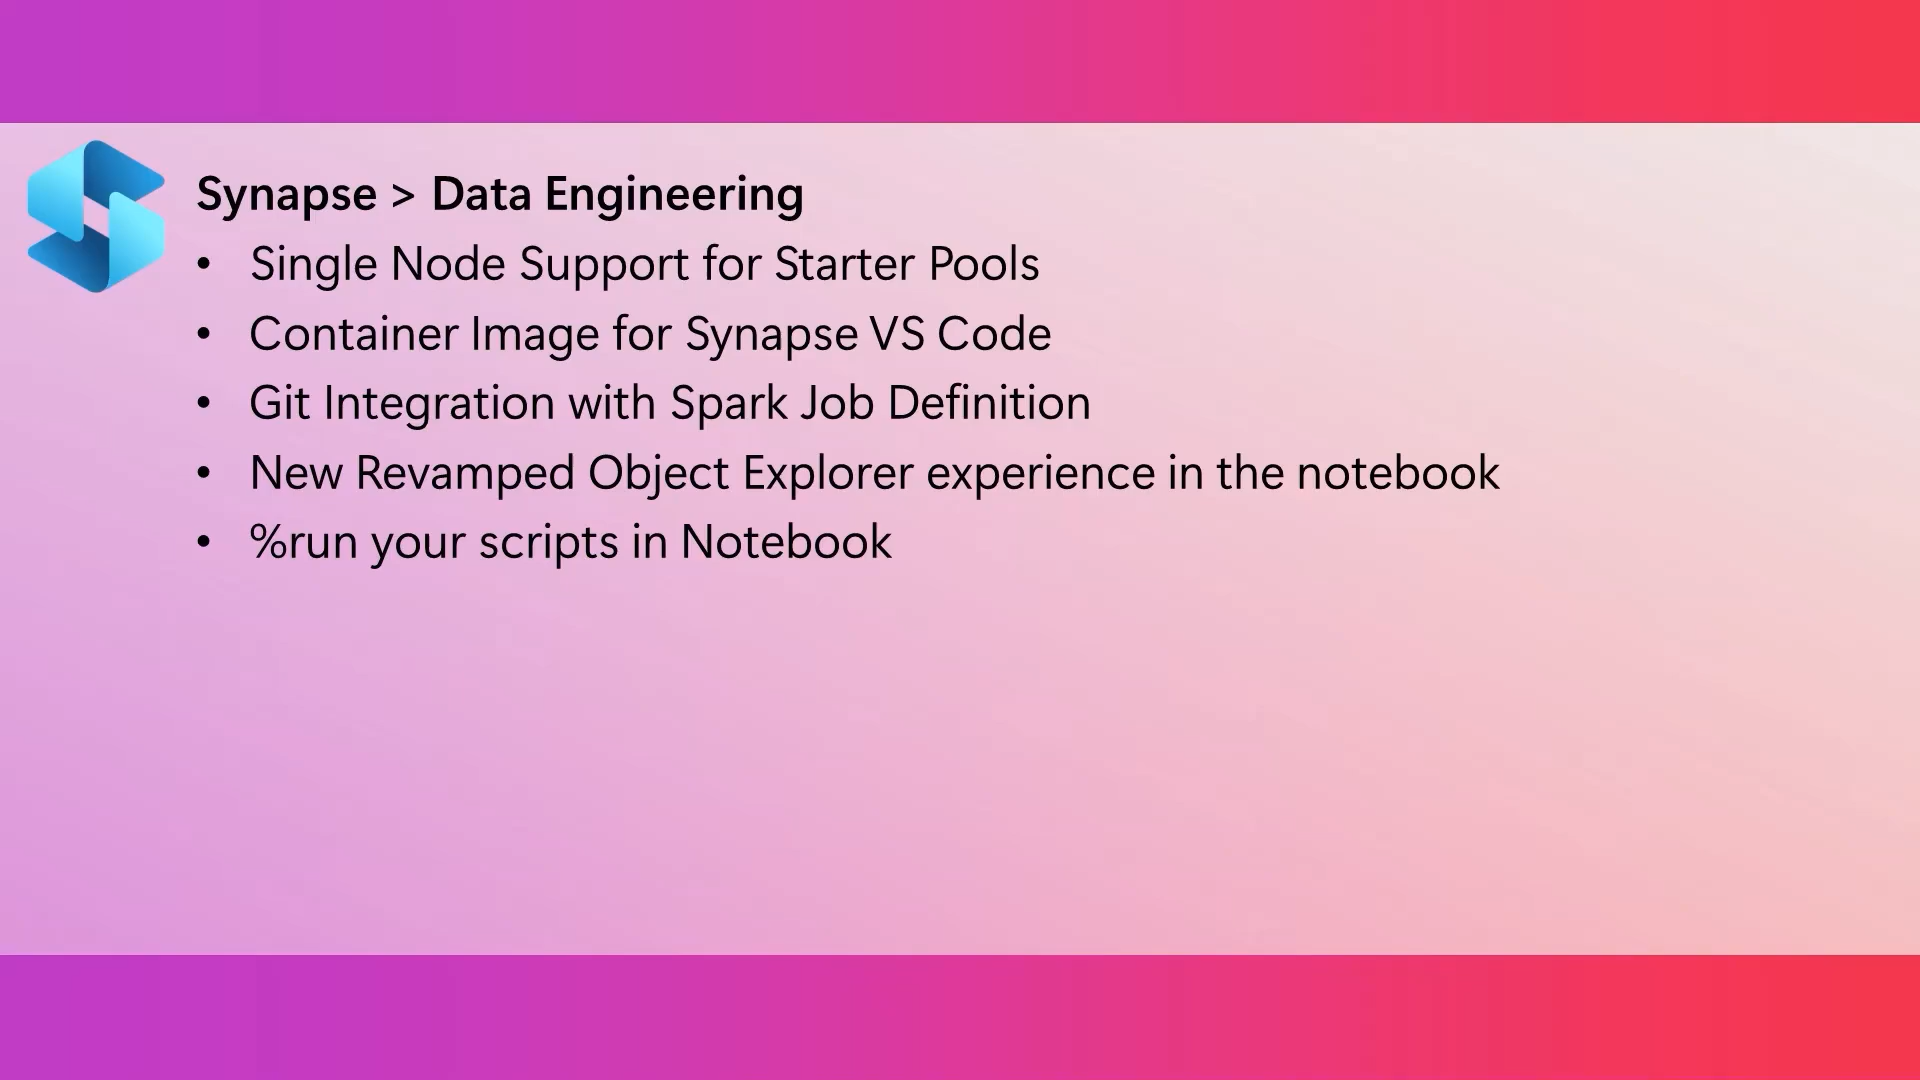 Synapse > Data Engineering
• Single Node Support for Starter Pools
• Container Image for Synapse VS Code
• Git Integration with Spark Job Definition
• New Revamped Object Explorer experience in the notebook
• %run your scripts in Notebook